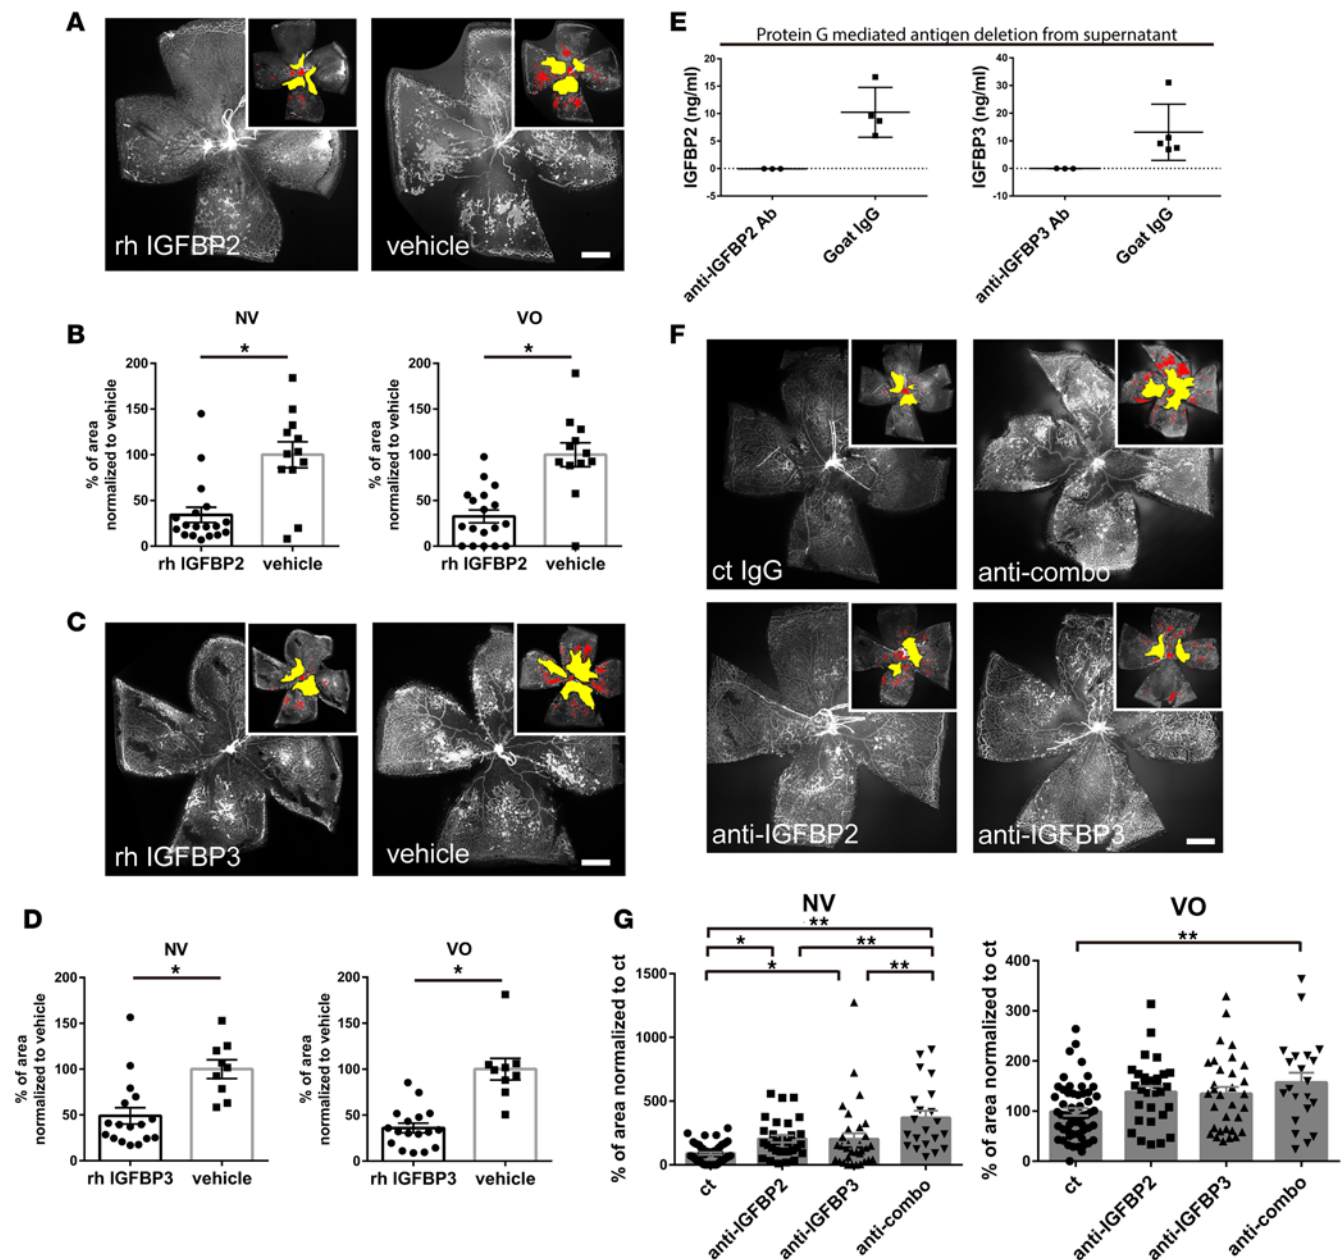 A
rh IGFBP2
vehicle
B
NV
VO
% of area
normalized to vehicle
200
150
100
50
0
*
rh IGFBP2
vehicle
% of area
normalized to vehicle
200
150
100
50
0
*
rh IGFBP2
vehicle
C
rh IGFBP3
vehicle
D
NV
VO
% of area
normalized to vehicle
200
150
100
50
0
*
rh IGFBP3
vehicle
% of area
normalized to vehicle
200
150
100
50
0
*
rh IGFBP3
vehicle
E
Protein G mediated antigen deletion from supernatant
IGFBP2 (ng/ml)
20
15
10
5
0
-5
anti-IGFBP2 Ab
Goat IgG
IGFBP3 (ng/ml)
40
30
20
10
0
-10
anti-IGFBP3 Ab
Goat IgG
F
ct IgG
anti-combo
anti-IGFBP2
anti-IGFBP3
G
NV
% of area normalized to ct
1500
1000
500
0
**
*
**
*
**
ct
anti-IGFBP2
anti-IGFBP3
anti-combo
VO
% of area normalized to ct
400
300
200
100
0
**
ct
anti-IGFBP2
anti-IGFBP3
anti-combo